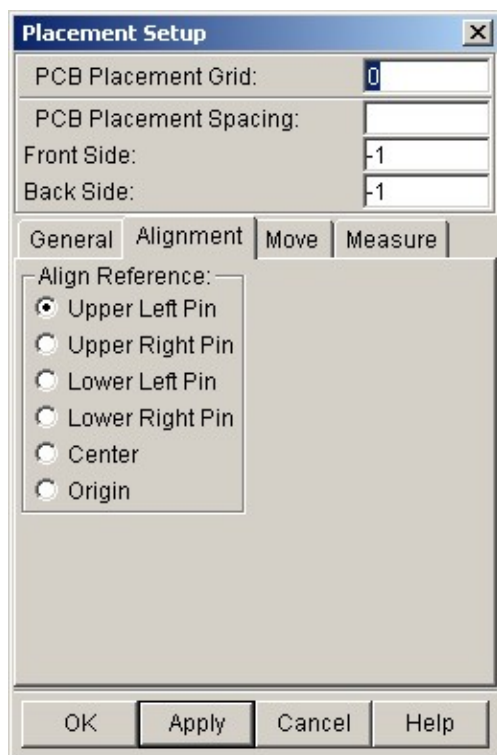 Placement Setup
PCB Placement Grid: 0
PCB Placement Spacing:
Front Side: -1
Back Side: -1
General Alignment Move Measure
Align Reference:
Upper Left Pin
Upper Right Pin
Lower Left Pin
Lower Right Pin
Center
Origin
OK Apply Cancel Help